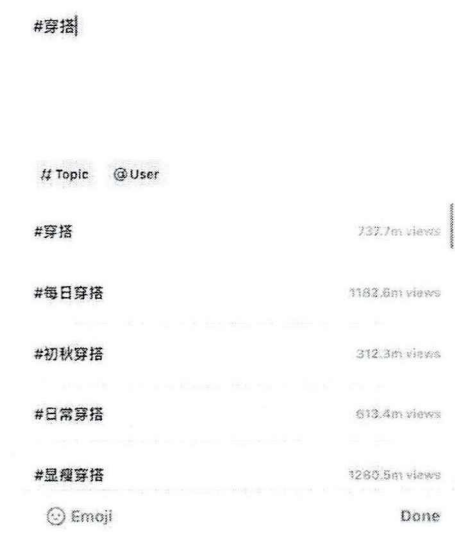 #穿搭
# Topic @User
#穿搭 737.7m views
#每日穿搭 1182.6m views
#初秋穿搭 312.3m views
#日常穿搭 613.4m views
#显瘦穿搭 1280.5m views
Emoji Done